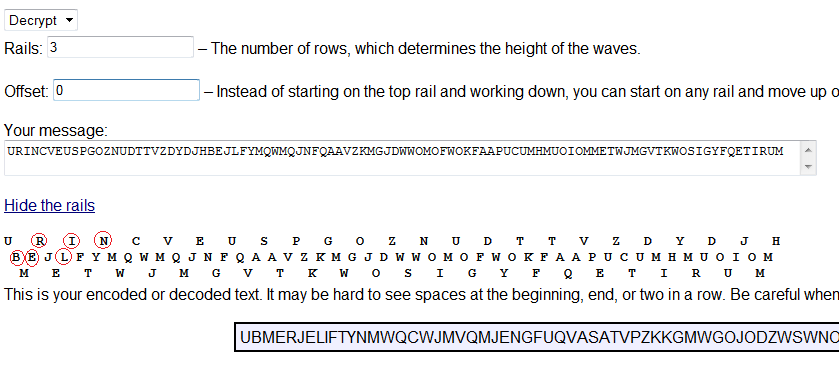 Decrypt
Rails: 3 – The number of rows, which determines the height of the waves.
Offset: 0 – Instead of starting on the top rail and working down, you can start on any rail and move up o
Your message:
URINCVEUSPGOZNUDTTVZDYDJHBEJLFYMQWMQJNFQAAVZKMGJDWWOMOFWOKFAAPUCUMHMUOIOMMETWJMGVTKWOSIGYFQETIRUM
Hide the rails
U R I N C V E U S P G O Z N U D T T V Z D Y D J H
B E J L F Y M Q W M Q J N F Q A A V Z K M G J D W W O M O F W O K F A A P U C U M H M U O I O M
M E T W J M G V T K W O S I G Y F Q E T I R U M
This is your encoded or decoded text. It may be hard to see spaces at the beginning, end, or two in a row. Be careful when
UBMERJELIFTYNMWQCWJMVQMJENGFUQVASATVPZKKGMWGOJODZWSWNO